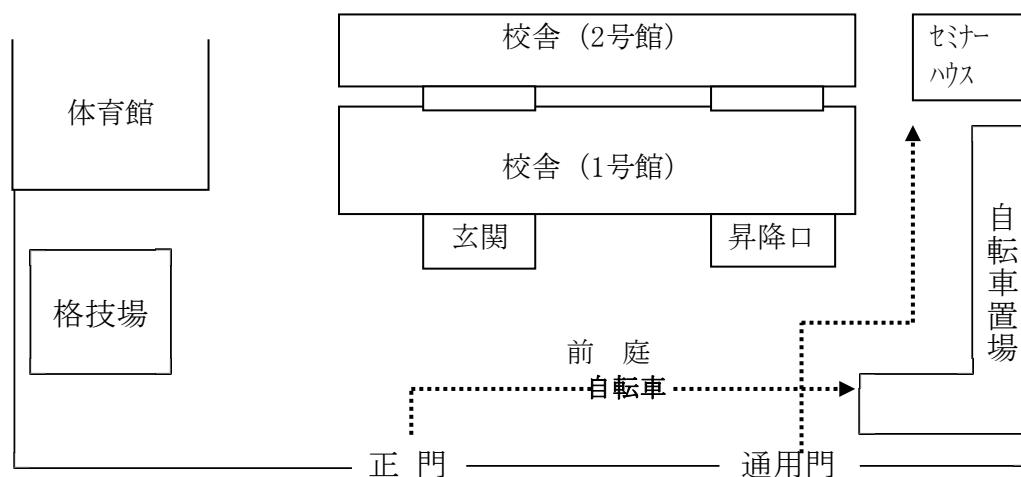 校舎（2号館）
セミナー
ハウス
体育館
校舎（1号館）
自転車置場
玄関
昇降口
格技場
前　庭
自転車
正　門
通用門